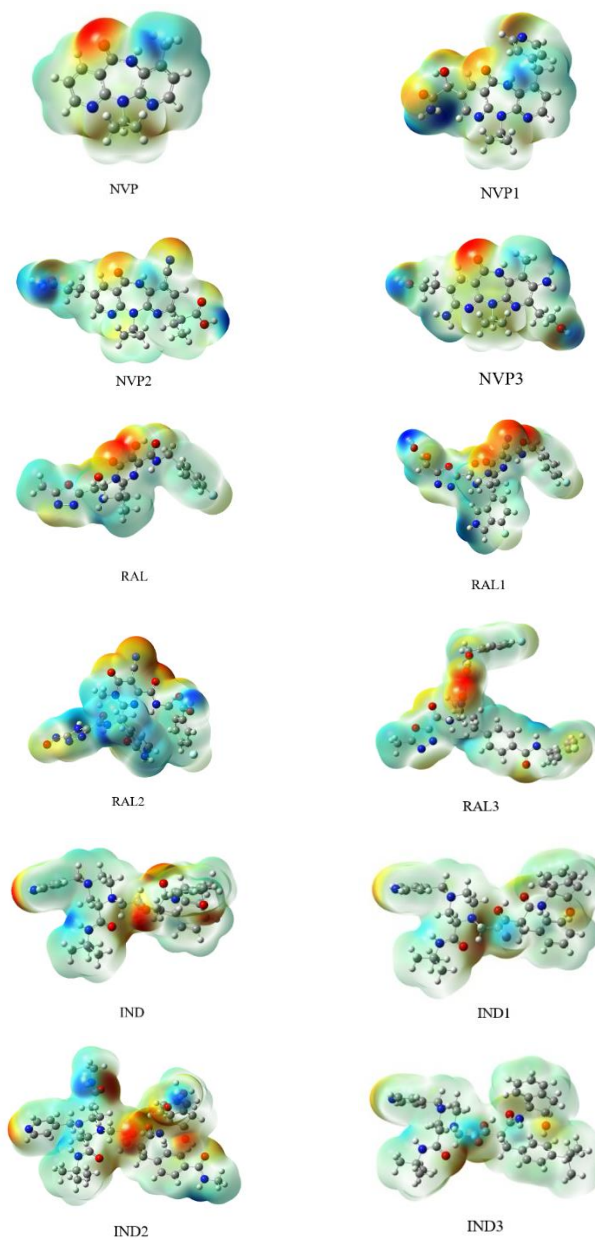 NVP
NVP1
NVP2
NVP3
RAL
RAL1
RAL2
RAL3
IND
IND1
IND2
IND3